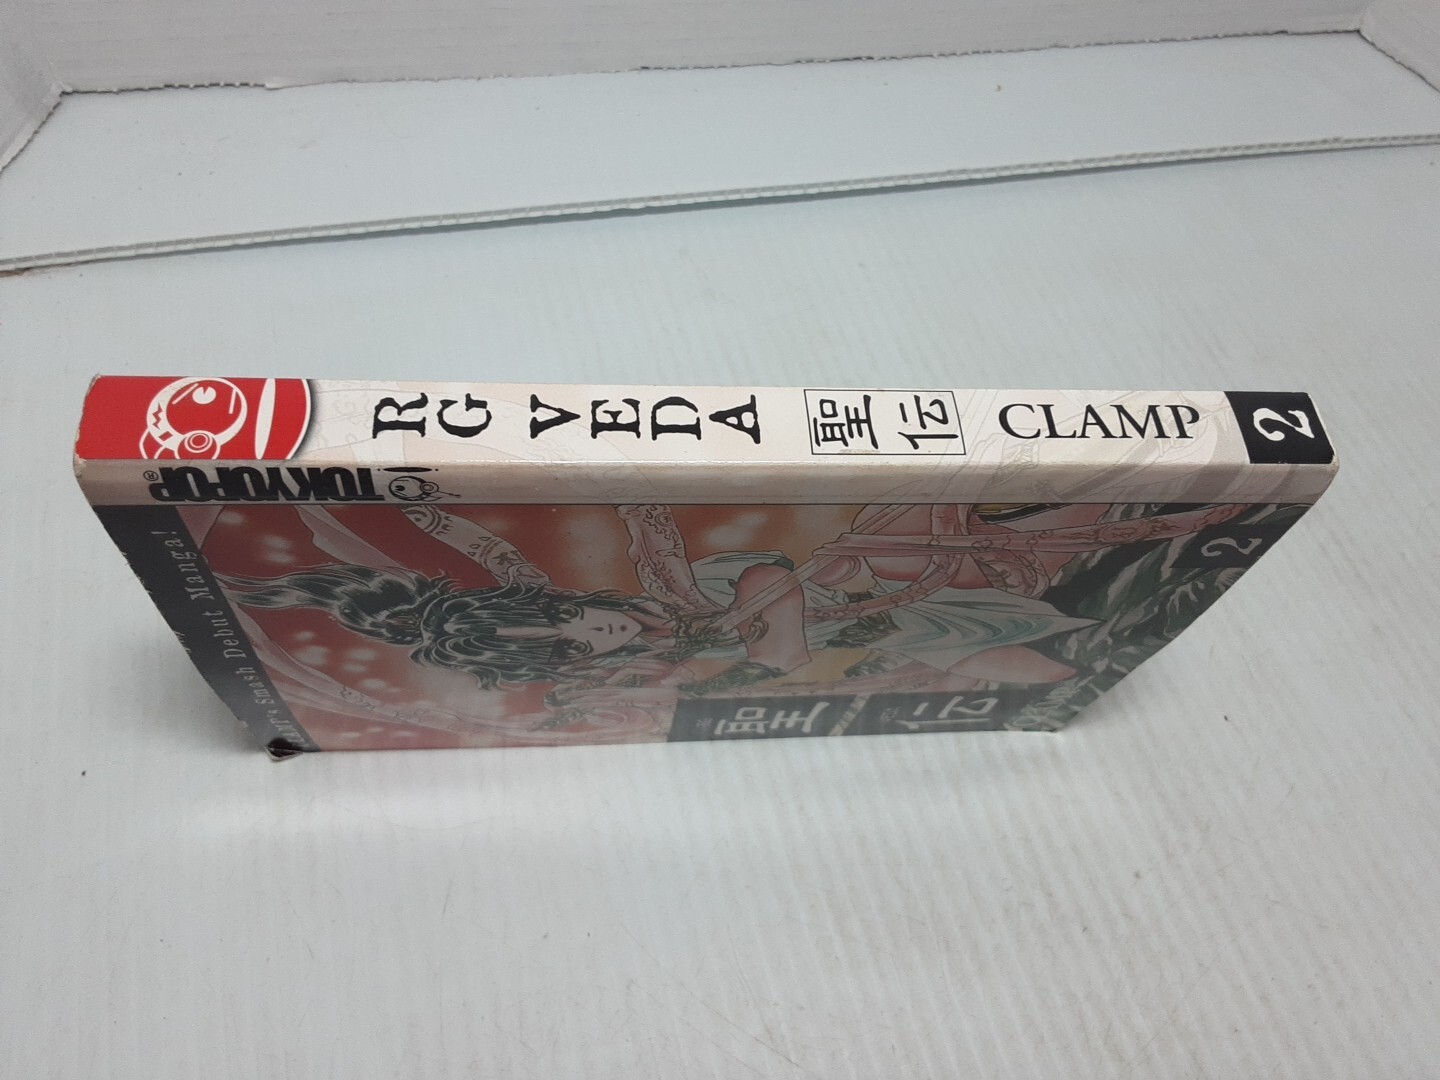 RG VEDA
聖伝
CLAMP
2
TOKYOPOP®
Smash Debut Manga!
2
聖伝